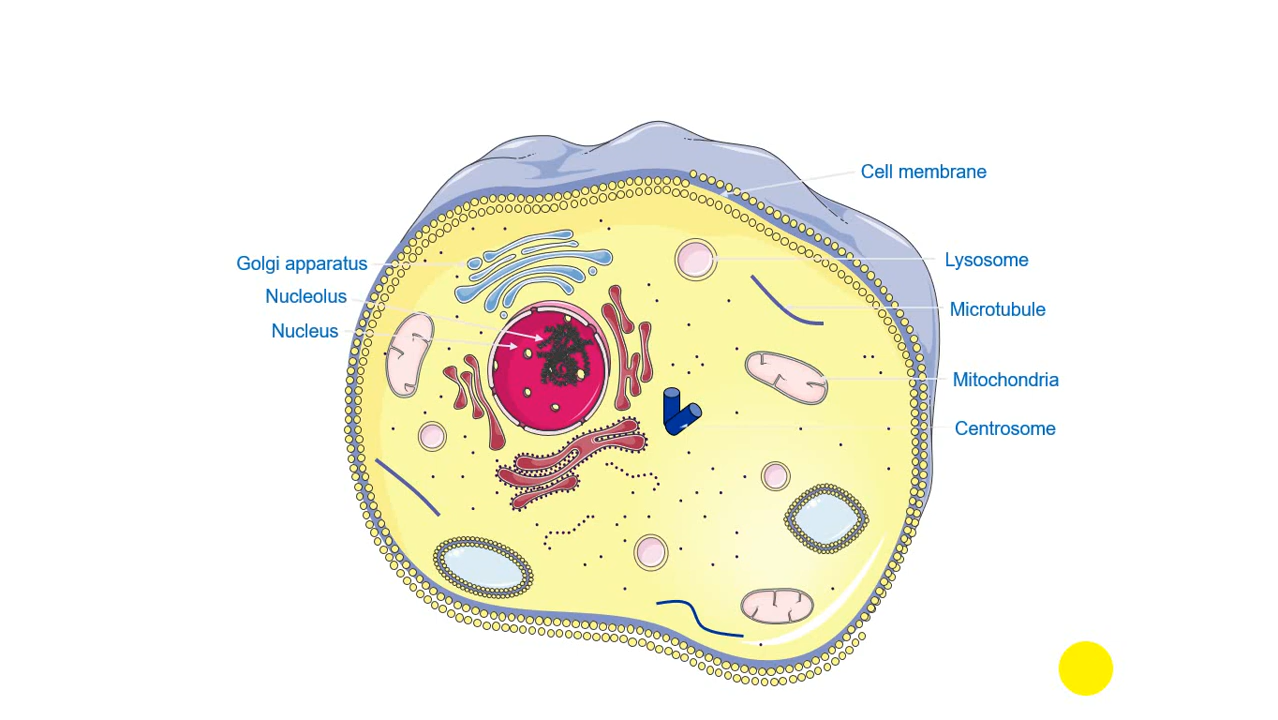 Cell membrane
Golgi apparatus
Lysosome
Nucleolus
Microtubule
Nucleus
Mitochondria
Centrosome